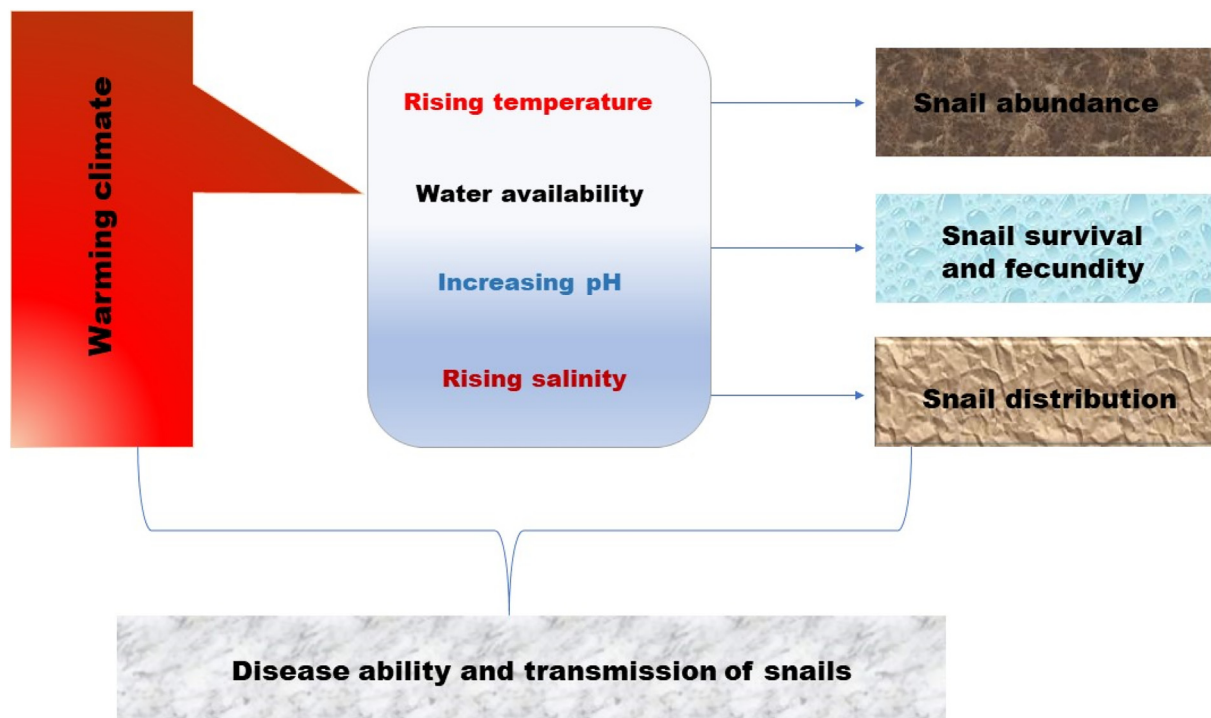 Warming climate
Rising temperature
Water availability
Increasing pH
Rising salinity
Snail abundance
Snail survival
and fecundity
Snail distribution
Disease ability and transmission of snails